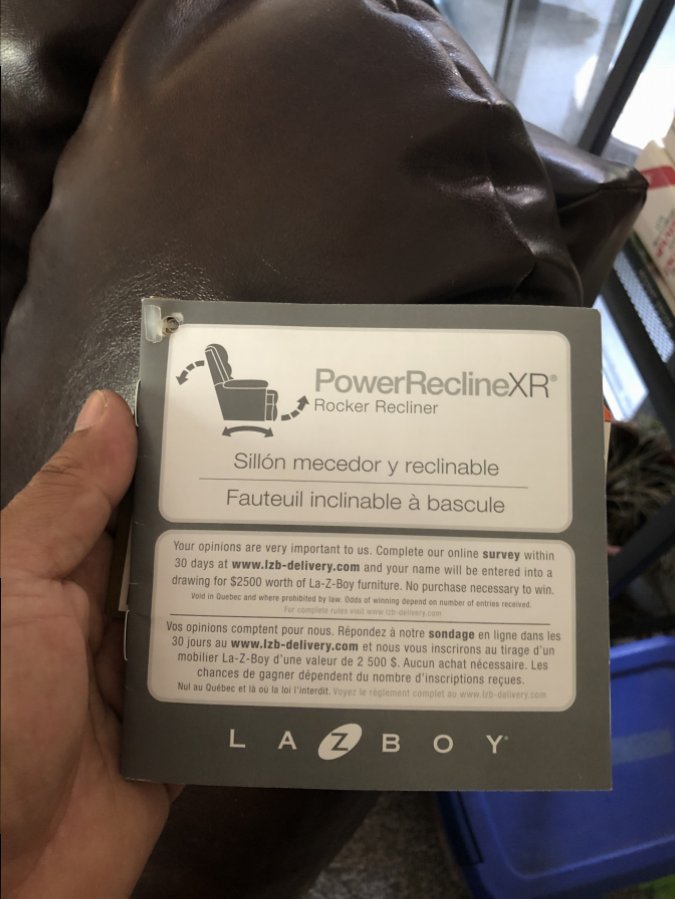 PowerReclineXR®
Rocker Recliner
Sillón mecedor y reclinable
Fauteuil inclinable à bascule
Your opinions are very important to us. Complete our online survey within
30 days at www.lzb-delivery.com and your name will be entered into a
drawing for $2500 worth of La-Z-Boy furniture. No purchase necessary to win.
Void in Quebec and where prohibited by law. Odds of winning depend on number of entries received.
For complete rules visit www.lzb-delivery.com
Vos opinions comptent pour nous. Répondez à notre sondage en ligne dans les
30 jours au www.lzb-delivery.com et nous vous inscrirons au tirage d'un
mobilier La-Z-Boy d'une valeur de 2 500 $. Aucun achat nécessaire. Les
chances de gagner dépendent du nombre d'inscriptions reçues.
Nul au Québec et là où la loi l'interdit. Voyez le règlement complet au www.lzb-delivery.com
LAZBOY®